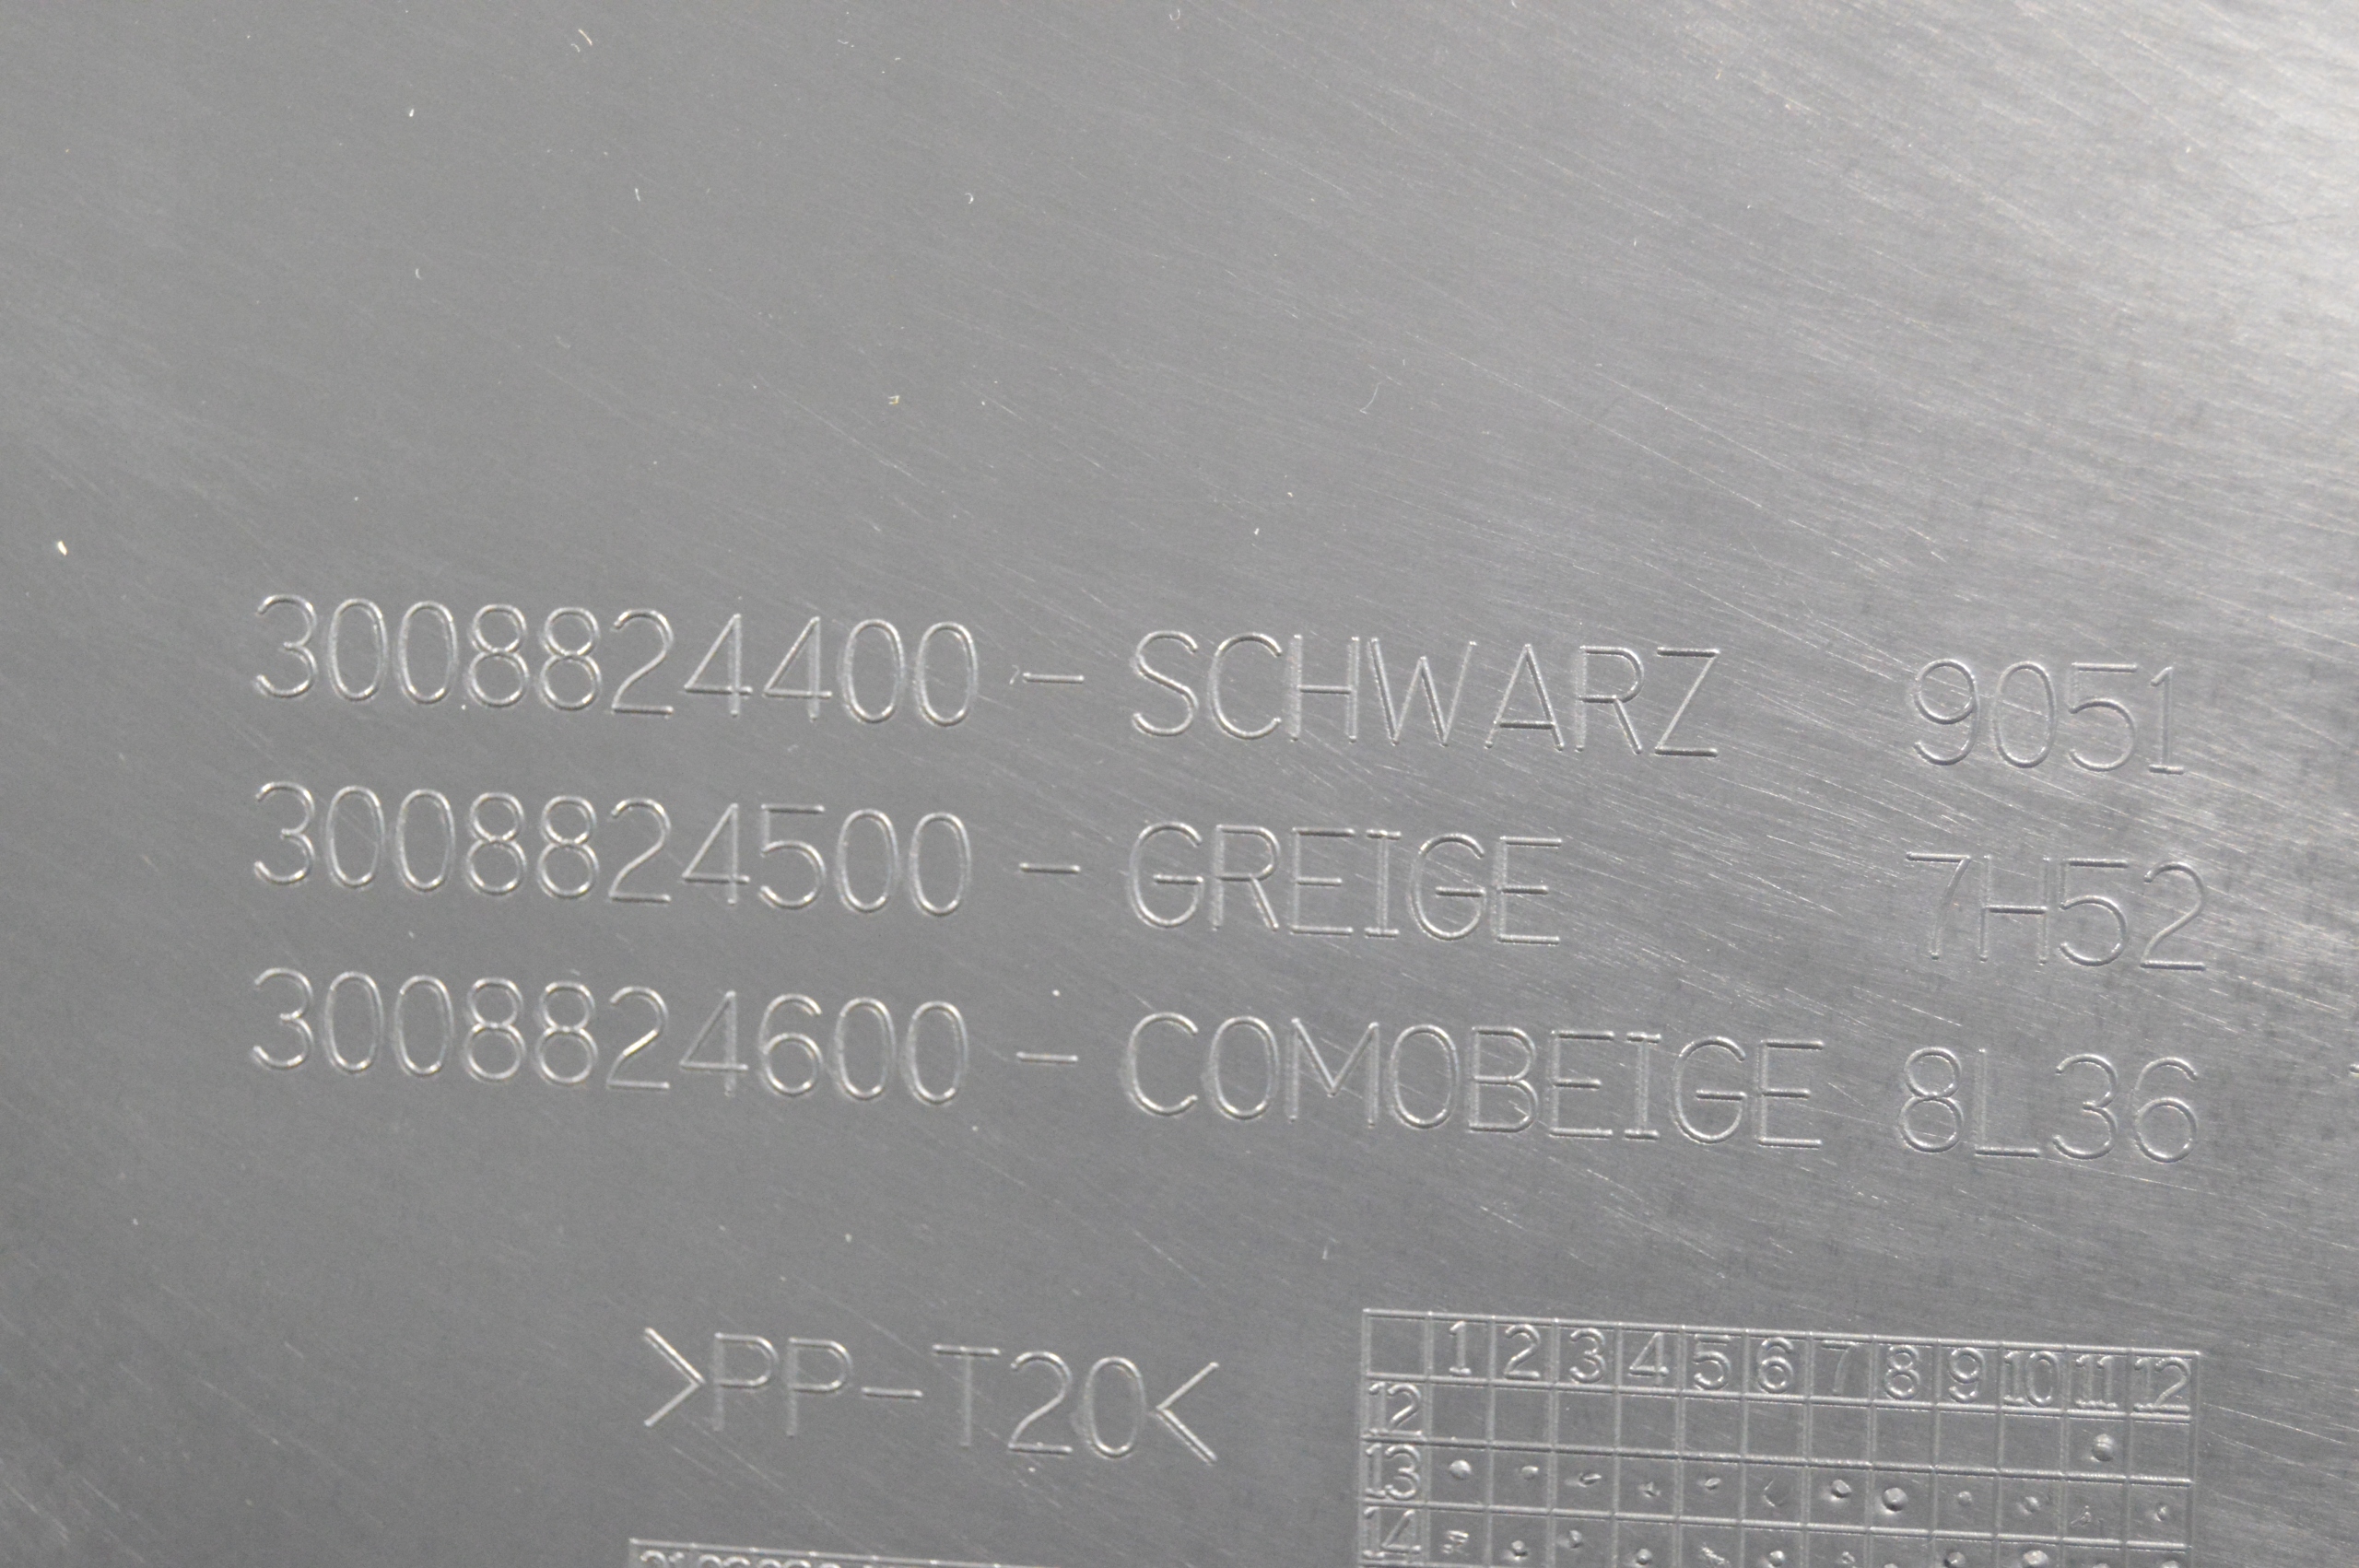 3008824400 - SCHWARZ 9051
3008824500 - GREIGE 7H52
3008824600 - COMOBEIGE 8L36
>PP-T20<
1 2 3 4 5 6 7 8 9 10 11 12
12
13
14